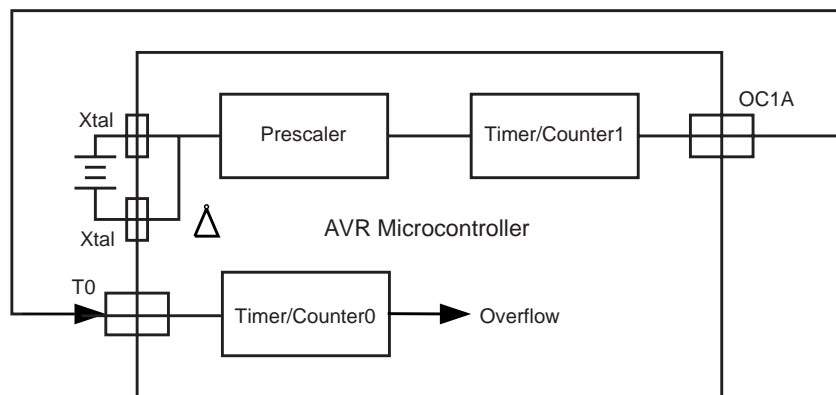 OC1A
Xtal
Prescaler
Timer/Counter1
Xtal
AVR Microcontroller
T0
Timer/Counter0
Overflow